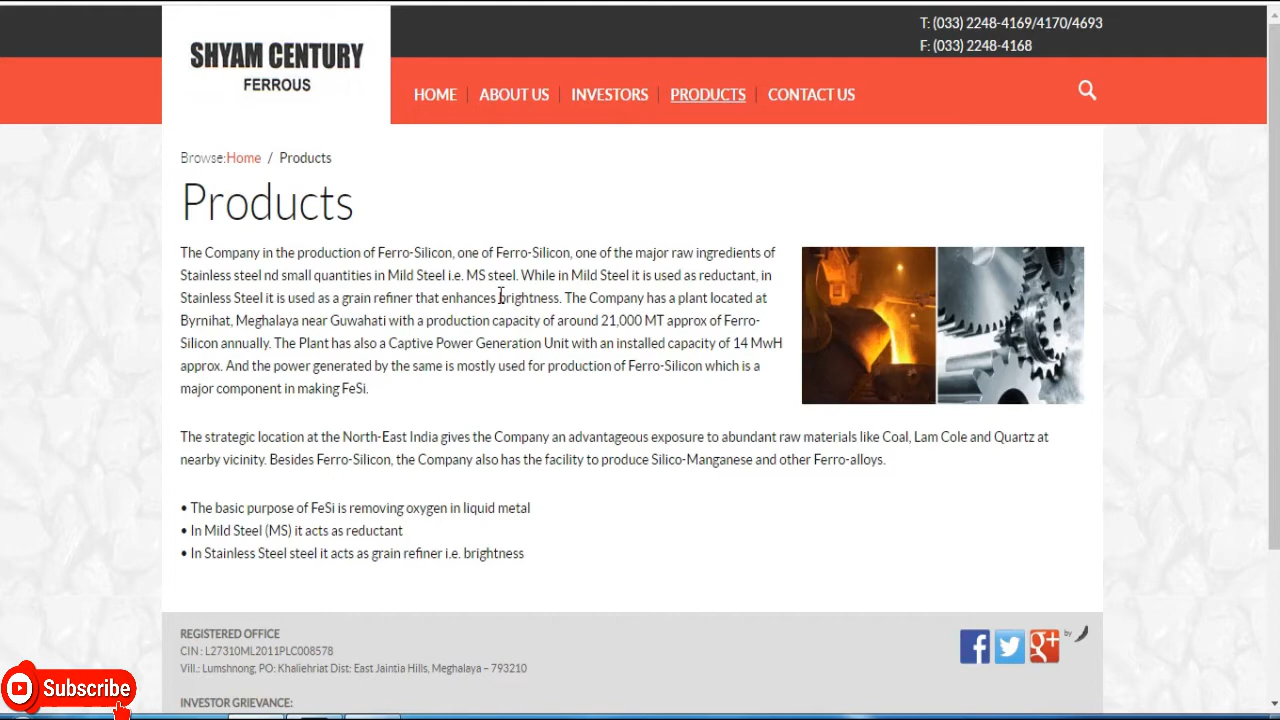 T: (033) 2248-4169/4170/4693
F: (033) 2248-4168
SHYAM CENTURY
FERROUS
HOME ABOUT US INVESTORS PRODUCTS CONTACT US
Browse:Home / Products
Products
The Company in the production of Ferro-Silicon, one of Ferro-Silicon, one of the major raw ingredients of
Stainless steel nd small quantities in Mild Steel i.e. MS steel. While in Mild Steel it is used as reductant, in
Stainless Steel it is used as a grain refiner that enhances brightness. The Company has a plant located at
Byrnihat, Meghalaya near Guwahati with a production capacity of around 21,000 MT approx of Ferro-
Silicon annually. The Plant has also a Captive Power Generation Unit with an installed capacity of 14 MwH
approx. And the power generated by the same is mostly used for production of Ferro-Silicon which is a
major component in making FeSi.
The strategic location at the North-East India gives the Company an advantageous exposure to abundant raw materials like Coal, Lam Cole and Quartz at
nearby vicinity. Besides Ferro-Silicon, the Company also has the facility to produce Silico-Manganese and other Ferro-alloys.
• The basic purpose of FeSi is removing oxygen in liquid metal
• In Mild Steel (MS) it acts as reductant
• In Stainless Steel steel it acts as grain refiner i.e. brightness
REGISTERED OFFICE
CIN : L27310ML2011PLC008578
Vill.: Lumshnong, PO: Khaliehriat Dist: East Jaintia Hills, Meghalaya – 793210
by
Subscribe
INVESTOR GRIEVANCE: